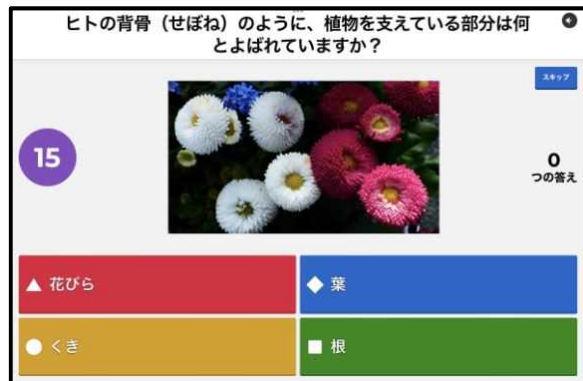 ヒトの背骨（せぼね）のように、植物を支えている部分は何
とよばれていますか？
スキップ
15
0
つの答え
花びら
葉
くき
根